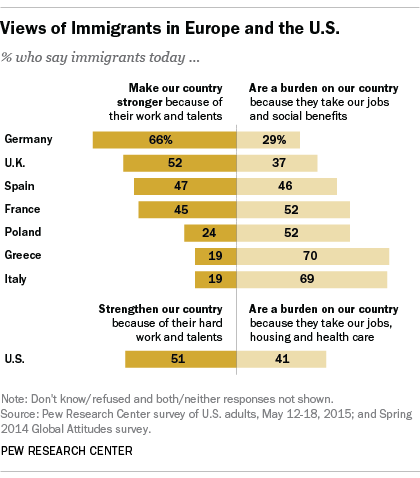 Views of Immigrants in Europe and the U.S.
% who say immigrants today ...
Make our country
stronger because of
their work and talents
Are a burden on our country
because they take our jobs
and social benefits
Germany 66% 29%
U.K. 52 37
Spain 47 46
France 45 52
Poland 24 52
Greece 19 70
Italy 19 69
Strengthen our country
because of their hard
work and talents
Are a burden on our country
because they take our jobs,
housing and health care
U.S. 51 41
Note: Don't know/refused and both/neither responses not shown.
Source: Pew Research Center survey of U.S. adults, May 12-18, 2015; and Spring
2014 Global Attitudes survey.
PEW RESEARCH CENTER